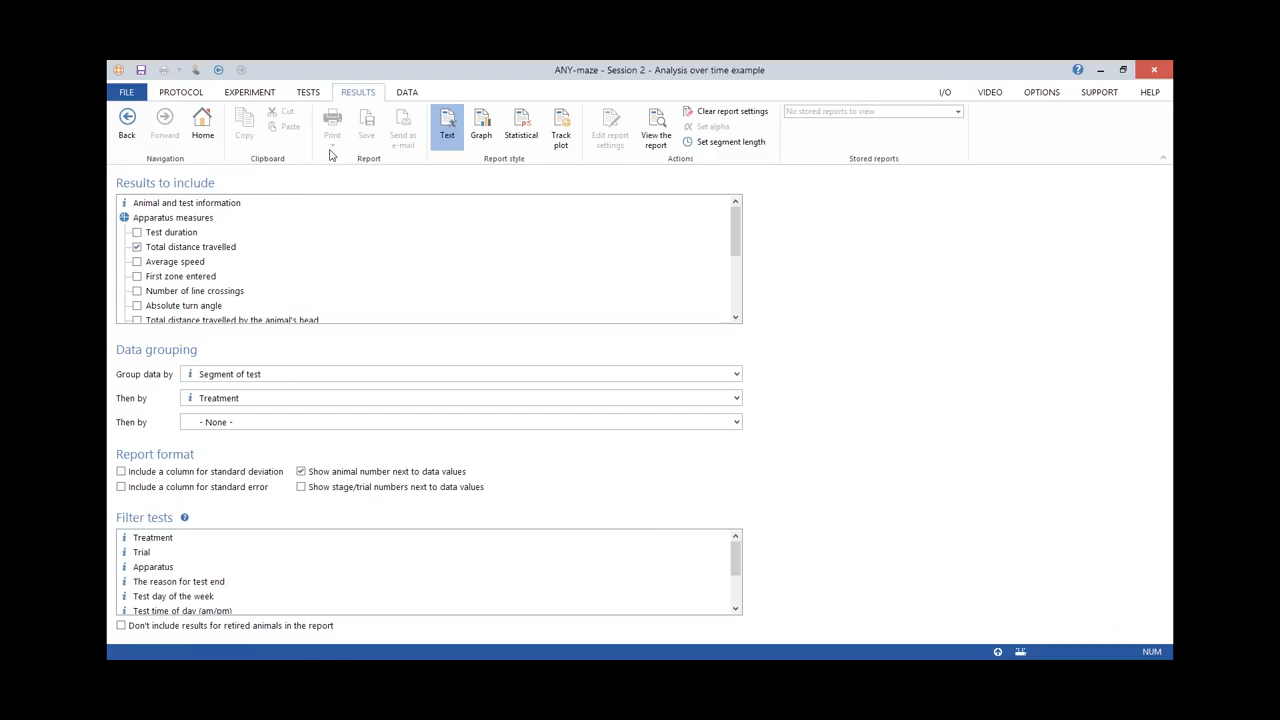 ANY-maze - Session 2 - Analysis over time example
FILE PROTOCOL EXPERIMENT TESTS RESULTS DATA I/O VIDEO OPTIONS SUPPORT HELP
Back
Forward
Home
Navigation
Copy
Cut
Paste
Clipboard
Print
Save
Send as
e-mail
Report
Text
Graph
Statistical
Track
plot
Report style
Edit report
settings
View the
report
Clear report settings
Set alpha
Set segment length
Actions
No stored reports to view
Stored reports
Results to include
Animal and test information
Apparatus measures
Test duration
Total distance travelled
Average speed
First zone entered
Number of line crossings
Absolute turn angle
Total distance travelled by the animal's head
Data grouping
Group data by Segment of test
Then by Treatment
Then by - None -
Report format
Include a column for standard deviation Show animal number next to data values
Include a column for standard error Show stage/trial numbers next to data values
Filter tests
Treatment
Trial
Apparatus
The reason for test end
Test day of the week
Test time of day (am/pm)
Don't include results for retired animals in the report
NUM